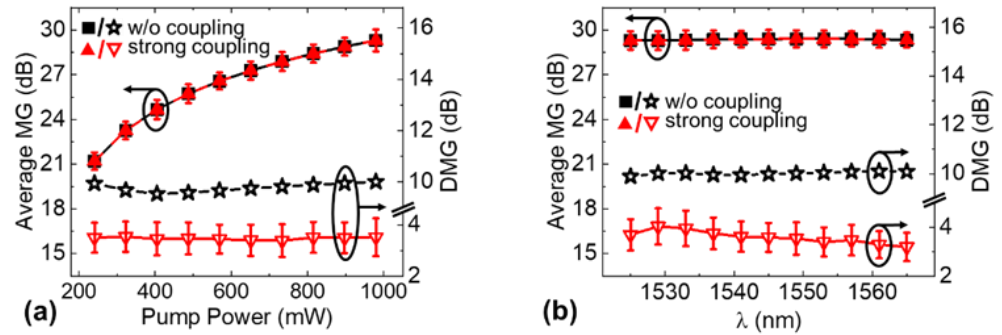 30
27
24
21
18
15
Average MG (dB)
w/o coupling
strong coupling
16
14
12
10
4
2
DMG (dB)
200 400 600 800 1000
Pump Power (mW)
(a)
30
27
24
21
18
15
Average MG (dB)
w/o coupling
strong coupling
16
14
12
10
4
2
DMG (dB)
1530 1540 1550 1560
λ (nm)
(b)